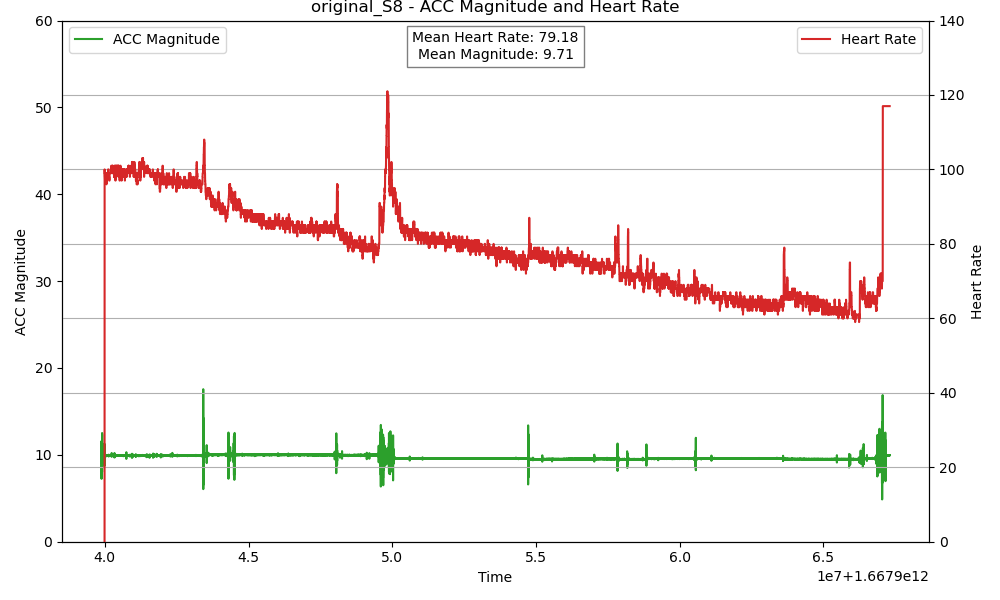 original_S8 - ACC Magnitude and Heart Rate
ACC Magnitude
Mean Heart Rate: 79.18
Mean Magnitude: 9.71
Heart Rate
60
50
40
30
20
10
0
ACC Magnitude
140
120
100
80
60
40
20
0
Heart Rate
4.0 4.5 5.0 5.5 6.0 6.5
Time
1e7+1.6679e12